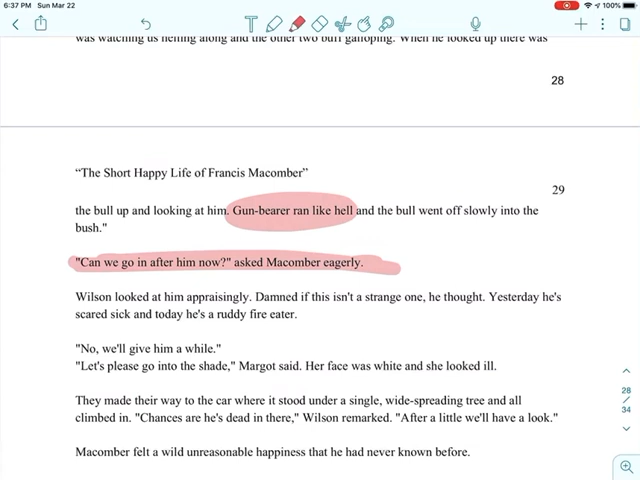 6:37 PM Sun Mar 22
100%
T
was watching us helling along and the other two buff galloping. When he looked up there was
28
"The Short Happy Life of Francis Macomber"
29
the bull up and looking at him. Gun-bearer ran like hell and the bull went off slowly into the
bush."
"Can we go in after him now?" asked Macomber eagerly.
Wilson looked at him appraisingly. Damned if this isn't a strange one, he thought. Yesterday he's
scared sick and today he's a ruddy fire eater.
"No, we'll give him a while."
"Let's please go into the shade," Margot said. Her face was white and she looked ill.
They made their way to the car where it stood under a single, wide-spreading tree and all
climbed in. "Chances are he's dead in there," Wilson remarked. "After a little we'll have a look."
Macomber felt a wild unreasonable happiness that he had never known before.
28
/
34